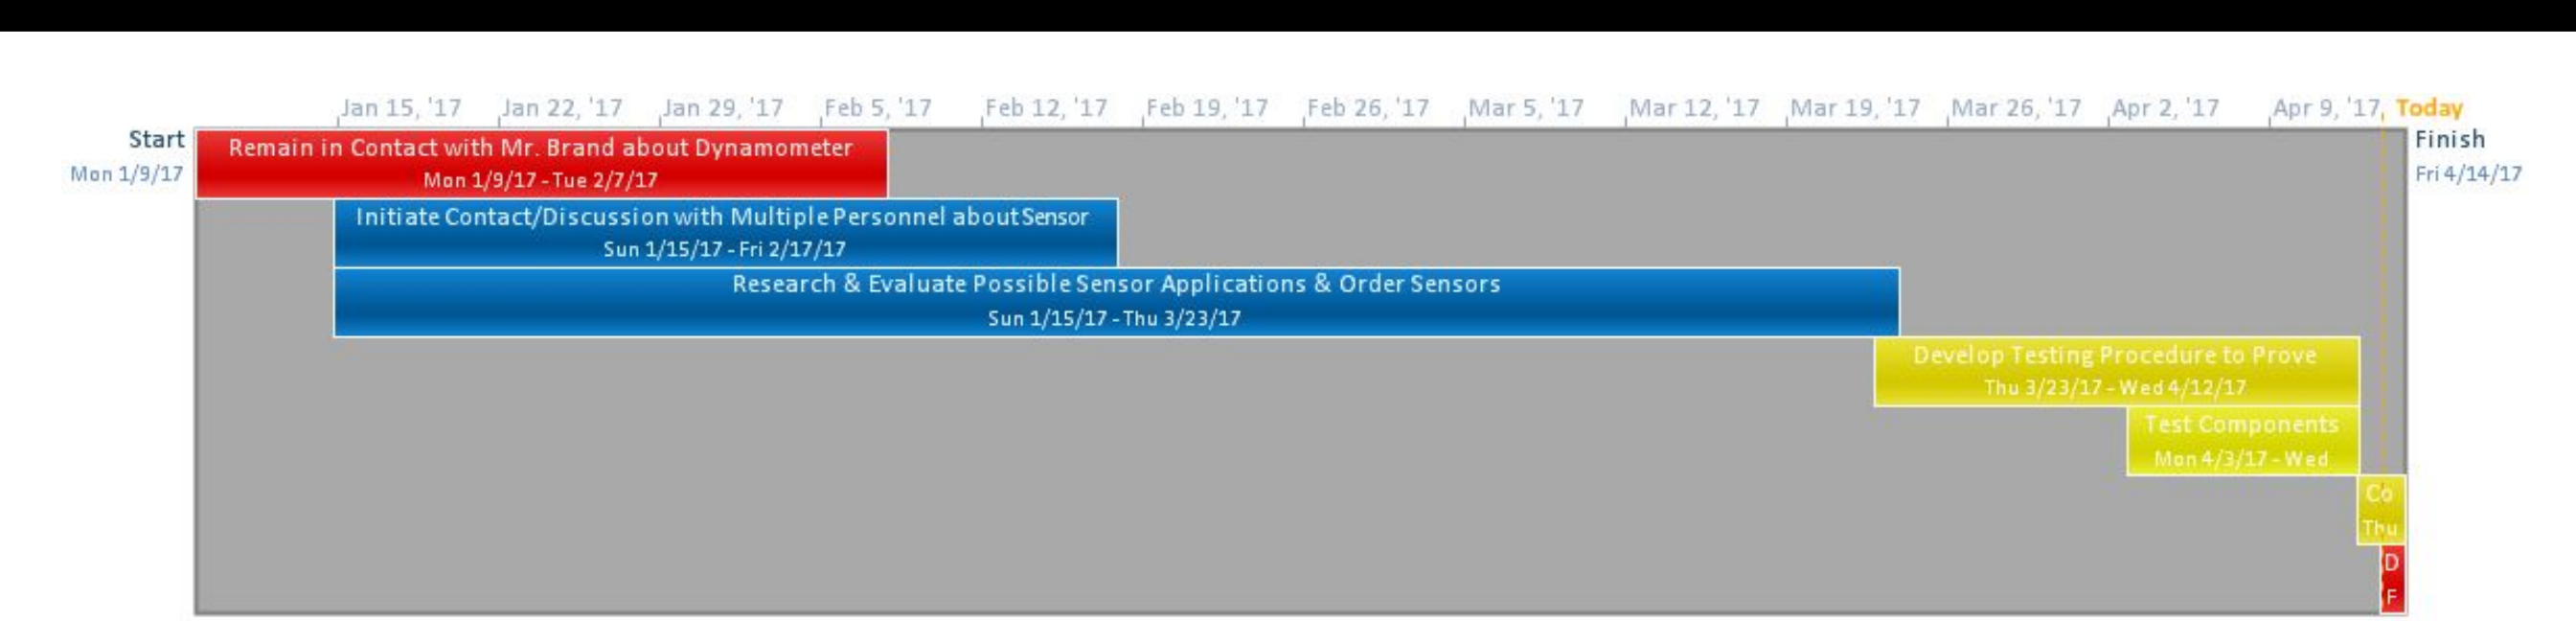 Jan 15, '17 Jan 22, '17 Jan 29, '17 Feb 5, '17 Feb 12, '17 Feb 19, '17 Feb 26, '17 Mar 5, '17 Mar 12, '17 Mar 19, '17 Mar 26, '17 Apr 2, '17 Apr 9, '17 Today
Start
Mon 1/9/17
Finish
Fri 4/14/17
Remain in Contact with Mr. Brand about Dynamometer
Mon 1/9/17 - Tue 2/7/17
Initiate Contact/Discussion with Multiple Personnel about Sensor
Sun 1/15/17 - Fri 2/17/17
Research & Evaluate Possible Sensor Applications & Order Sensors
Sun 1/15/17 - Thu 3/23/17
Develop Testing Procedure to Prove
Thu 3/23/17 - Wed 4/12/17
Test Components
Mon 4/3/17 - Wed
Co
Thu
D
F